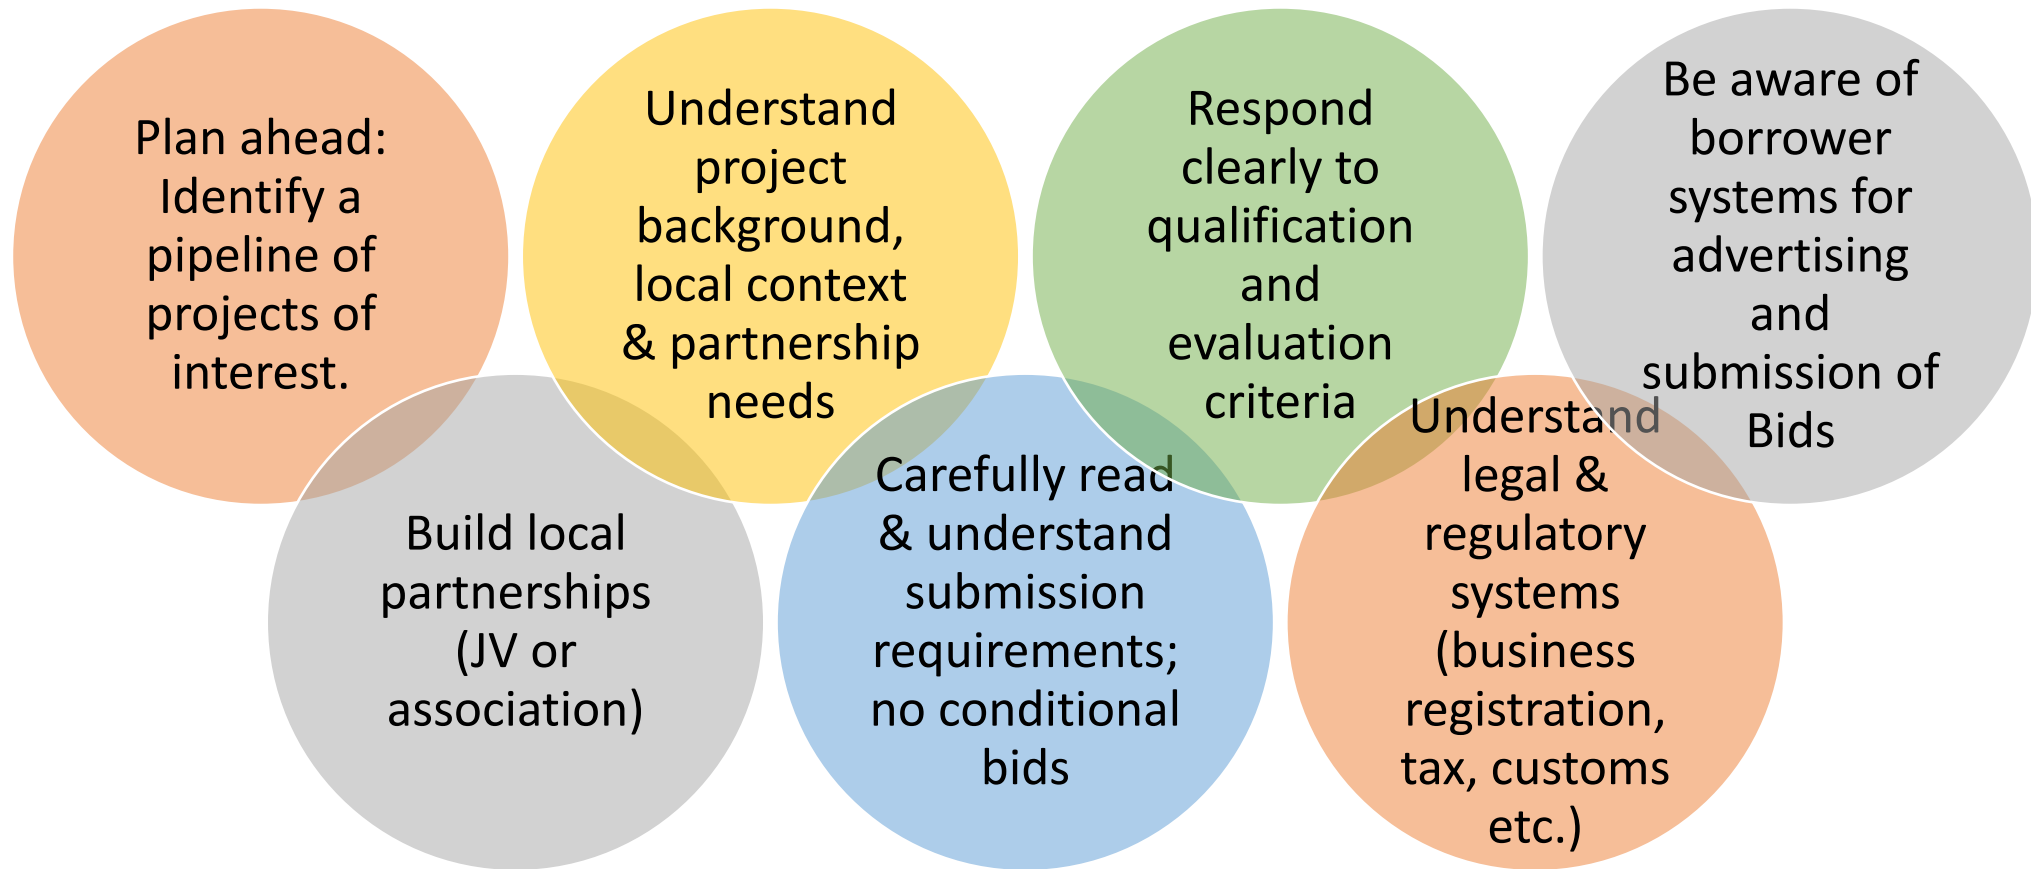 Plan ahead:
Identify a
pipeline of
projects of
interest.
Build local
partnerships
(JV or
association)
Understand
project
background,
local context
& partnership
needs
Carefully read
& understand
submission
requirements;
no conditional
bids
Respond
clearly to
qualification
and
evaluation
criteria
Understand
legal &
regulatory
systems
(business
registration,
tax, customs
etc.)
Be aware of
borrower
systems for
advertising
and
submission of
Bids